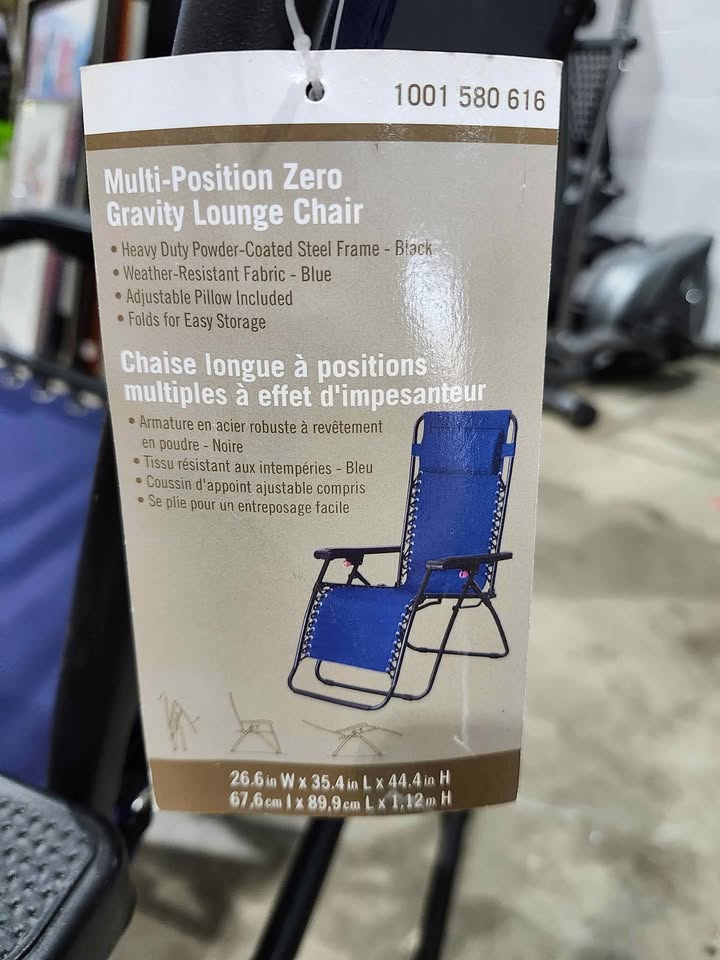 1001 580 616
Multi-Position Zero
Gravity Lounge Chair
• Heavy Duty Powder-Coated Steel Frame - Black
• Weather-Resistant Fabric - Blue
• Adjustable Pillow Included
• Folds for Easy Storage
Chaise longue à positions
multiples à effet d'impesanteur
• Armature en acier robuste à revêtement
en poudre - Noire
• Tissu résistant aux intempéries - Bleu
• Coussin d'appoint ajustable compris
• Se plie pour un entreposage facile
26.6 in W x 35.4 in L x 44.4 in H
67,6 cm l x 89,9 cm L x 1,12 m H